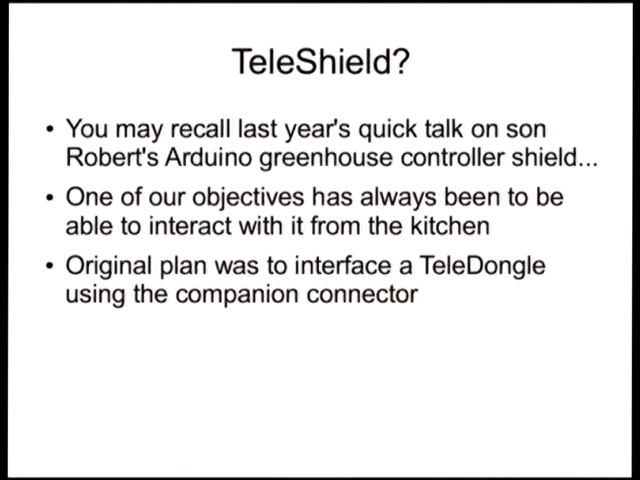 TeleShield?
• You may recall last year's quick talk on son
Robert's Arduino greenhouse controller shield...
• One of our objectives has always been to be
able to interact with it from the kitchen
• Original plan was to interface a TeleDongle
using the companion connector